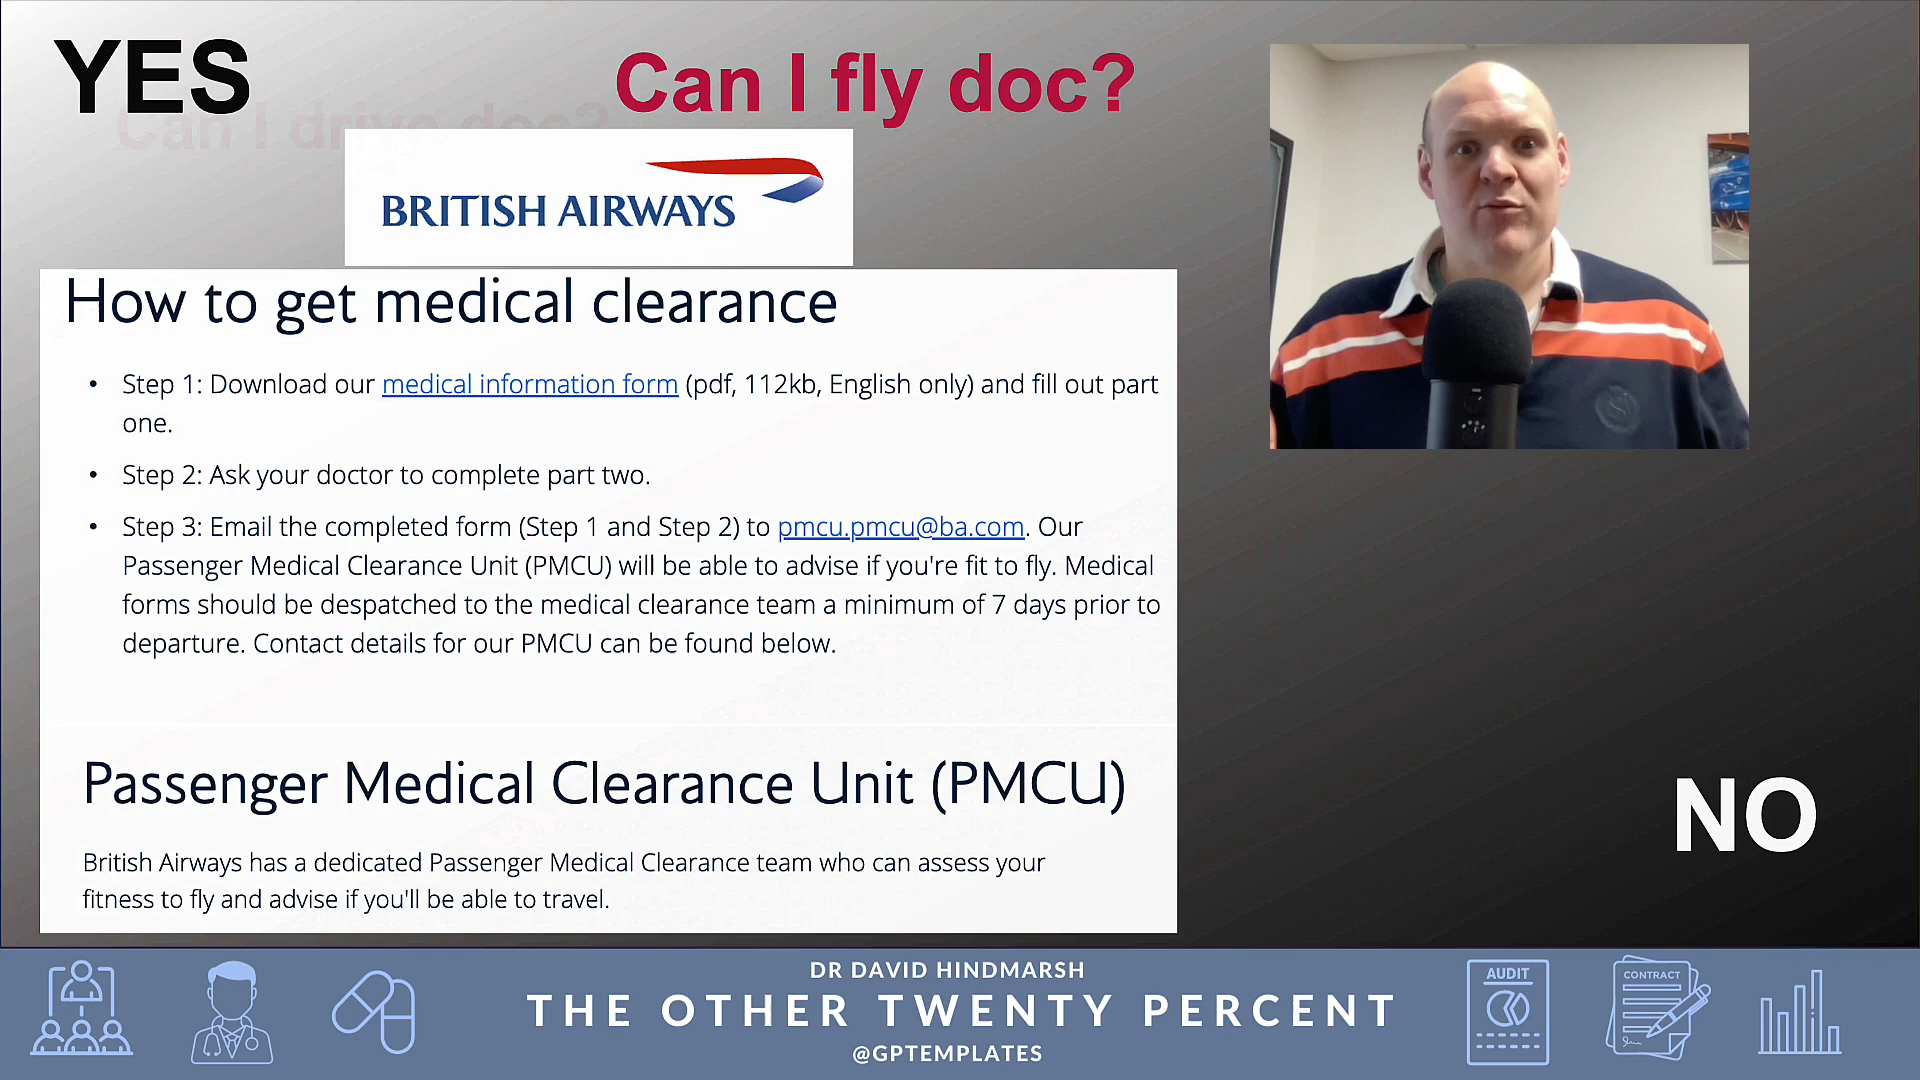 YES
Can I fly doc?
Can I drive doc?
BRITISH AIRWAYS
How to get medical clearance
• Step 1: Download our medical information form (pdf, 112kb, English only) and fill out part
one.
• Step 2: Ask your doctor to complete part two.
• Step 3: Email the completed form (Step 1 and Step 2) to pmcu.pmcu@ba.com. Our
Passenger Medical Clearance Unit (PMCU) will be able to advise if you're fit to fly. Medical
forms should be despatched to the medical clearance team a minimum of 7 days prior to
departure. Contact details for our PMCU can be found below.
Passenger Medical Clearance Unit (PMCU)
British Airways has a dedicated Passenger Medical Clearance team who can assess your
fitness to fly and advise if you'll be able to travel.
NO
DR DAVID HINDMARSH
THE OTHER TWENTY PERCENT
@GPTEMPLATES
AUDIT
CONTRACT